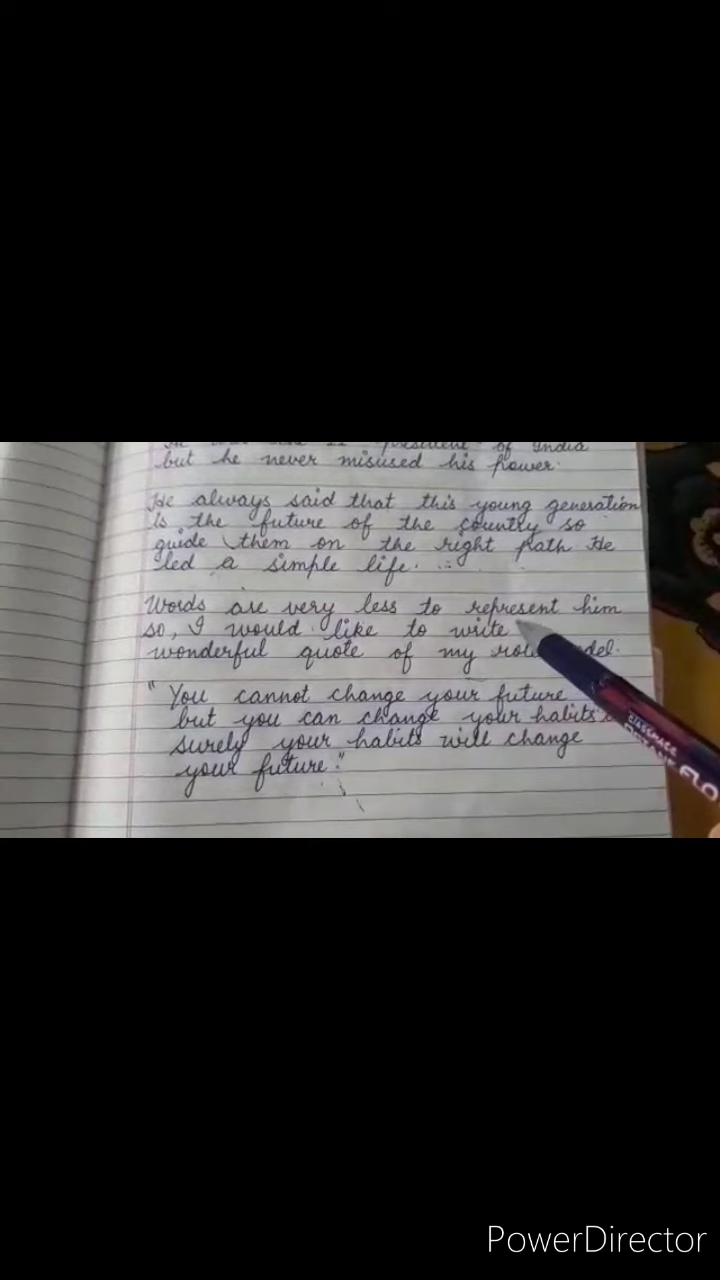 president of India
but he never misused his power.
He always said that this young generation
is the future of the country so
guide them on the right path He
led a simple life.
Words are very less to represent him
so, I would like to write
wonderful quote of my
"You cannot change your future
but you can change your habits
surely your habits will change
your future."
PowerDirector